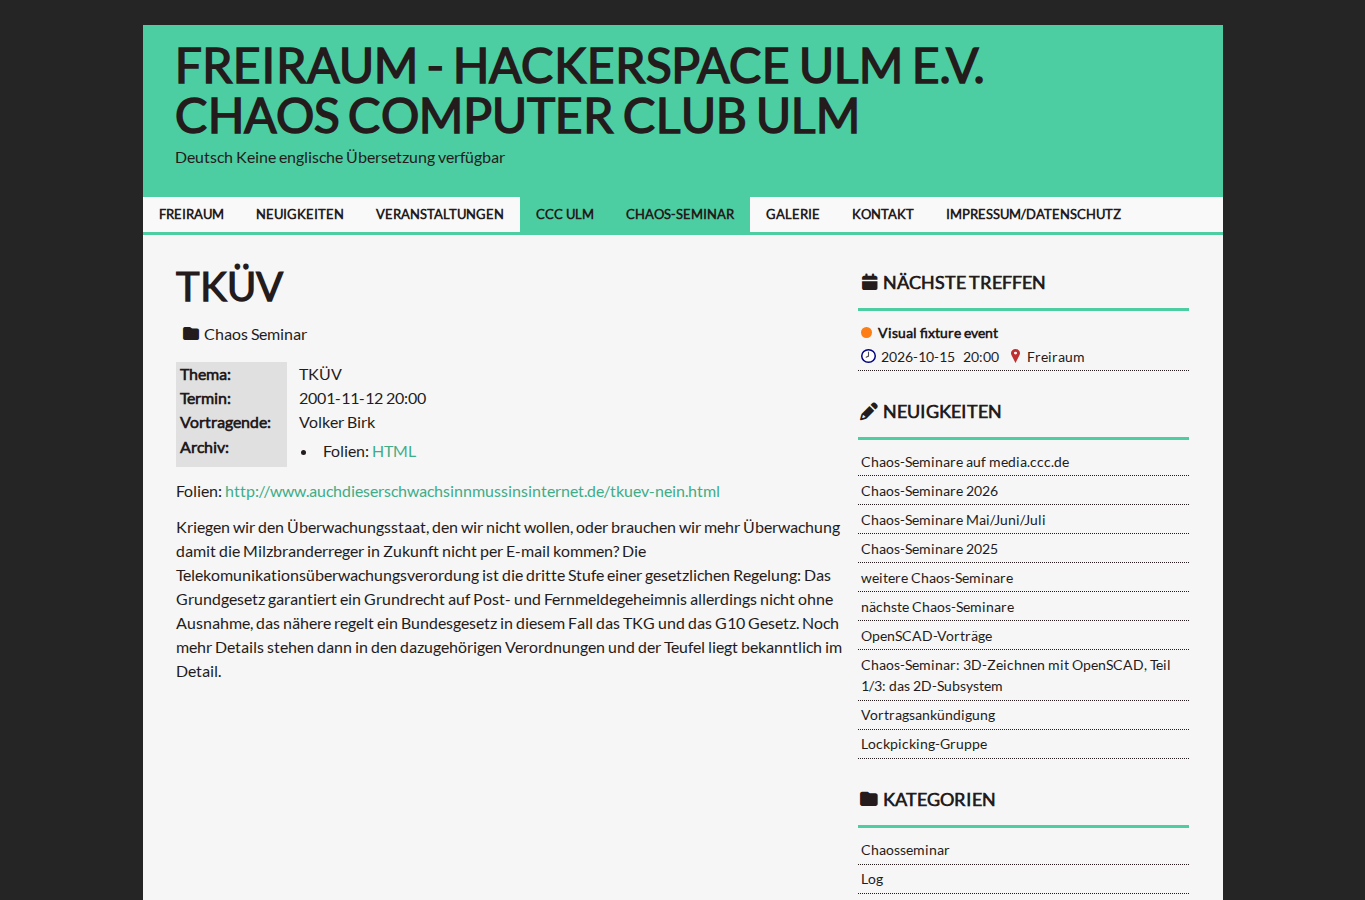 FREIRAUM - HACKERSPACE ULM E.V.
CHAOS COMPUTER CLUB ULM
Deutsch Keine englische Übersetzung verfügbar
FREIRAUM NEUIGKEITEN VERANSTALTUNGEN CCC ULM CHAOS-SEMINAR GALERIE KONTAKT IMPRESSUM/DATENSCHUTZ
TKÜV
Chaos Seminar
Thema: TKÜV
Termin: 2001-11-12 20:00
Vortragende: Volker Birk
Archiv: • Folien: HTML
Folien: http://www.auchdieserschwachsinnmussinsinternet.de/tkuev-nein.html
Kriegen wir den Überwachungsstaat, den wir nicht wollen, oder brauchen wir mehr Überwachung
damit die Milzbranderreger in Zukunft nicht per E-mail kommen? Die
Telekomunikationsüberwachungsverordung ist die dritte Stufe einer gesetzlichen Regelung: Das
Grundgesetz garantiert ein Grundrecht auf Post- und Fernmeldegeheimnis allerdings nicht ohne
Ausnahme, das nähere regelt ein Bundesgesetz in diesem Fall das TKG und das G10 Gesetz. Noch
mehr Details stehen dann in den dazugehörigen Verordnungen und der Teufel liegt bekanntlich im
Detail.
NÄCHSTE TREFFEN
Visual fixture event
2026-10-15 20:00 Freiraum
NEUIGKEITEN
Chaos-Seminare auf media.ccc.de
Chaos-Seminare 2026
Chaos-Seminare Mai/Juni/Juli
Chaos-Seminare 2025
weitere Chaos-Seminare
nächste Chaos-Seminare
OpenSCAD-Vorträge
Chaos-Seminar: 3D-Zeichnen mit OpenSCAD, Teil
1/3: das 2D-Subsystem
Vortragsankündigung
Lockpicking-Gruppe
KATEGORIEN
Chaosseminar
Log